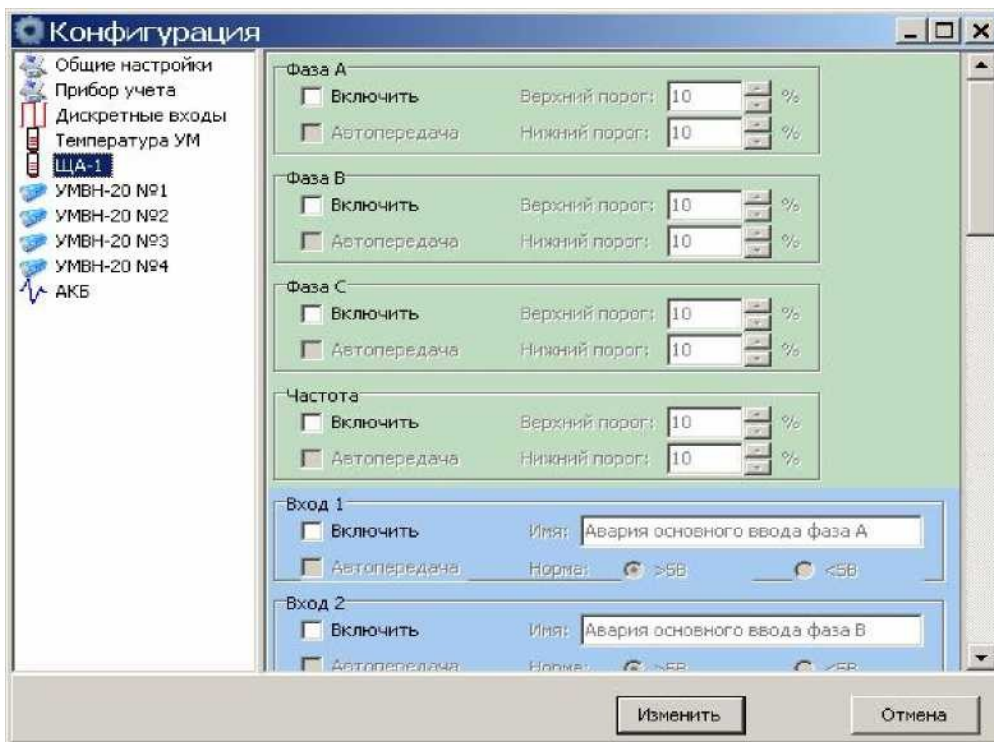 Конфигурация
Общие настройки
Прибор учета
Дискретные входы
Температура УМ
ЩА-1
УМВН-20 №1
УМВН-20 №2
УМВН-20 №3
УМВН-20 №4
АКБ
Фаза А
Включить Верхний порог: 10 %
Автопередача Нижний порог: 10 %
Фаза В
Включить Верхний порог: 10 %
Автопередача Нижний порог: 10 %
Фаза С
Включить Верхний порог: 10 %
Автопередача Нижний порог: 10 %
Частота
Включить Верхний порог: 10 %
Автопередача Нижний порог: 10 %
Вход 1
Включить Имя: Авария основного ввода фаза А
Автопередача Норма: >5В <5В
Вход 2
Включить Имя: Авария основного ввода фаза В
Автопередача Норма: >5В <5В
Изменить Отмена